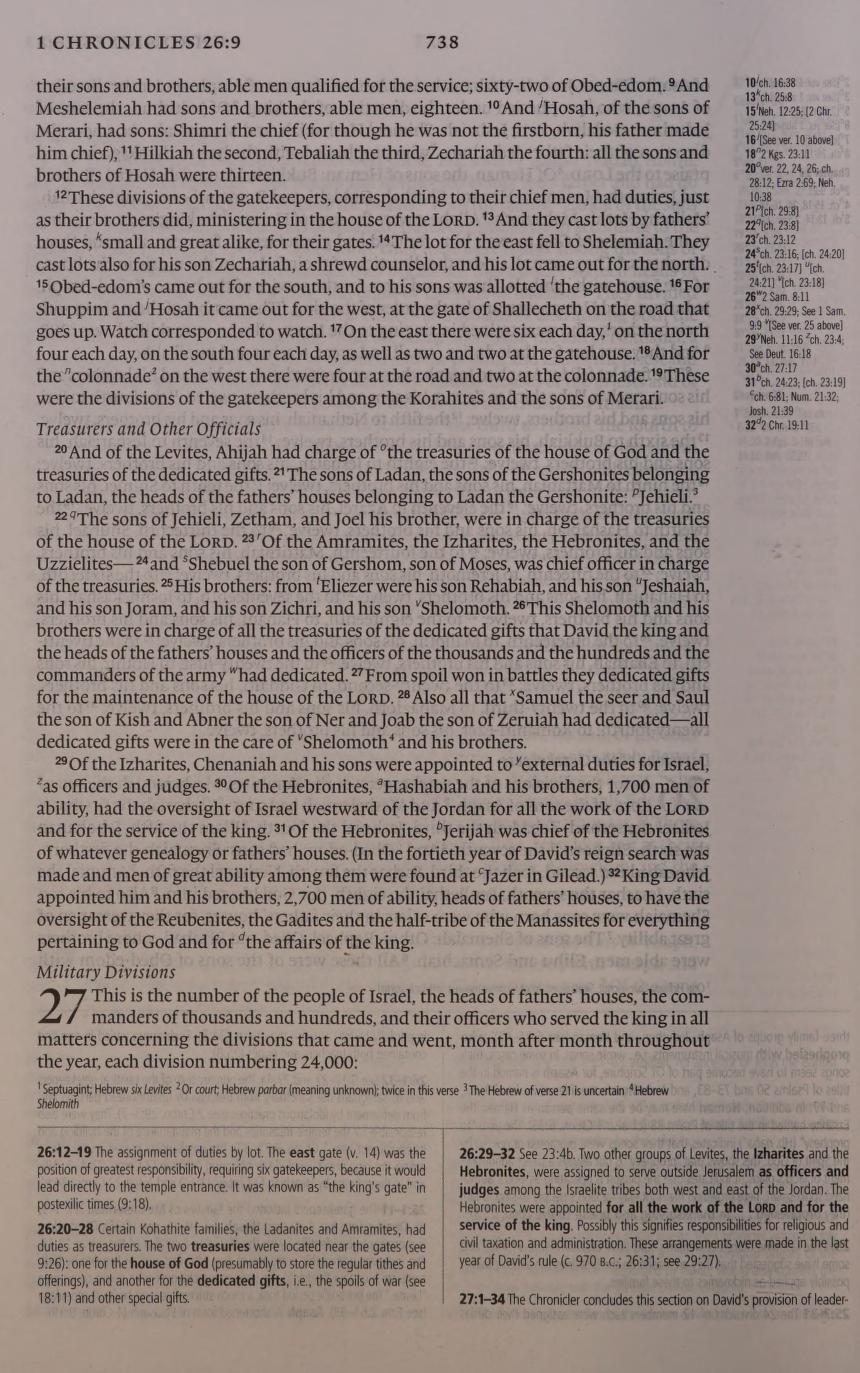 1 CHRONICLES 26:9
738
their sons and brothers, able men qualified for the service; sixty-two of Obed-edom. 9And
Meshelemiah had sons and brothers, able men, eighteen. 10And lHosah, of the sons of
Merari, had sons: Shimri the chief (for though he was not the firstborn, his father made
him chief), 11Hilkiah the second, Tebaliah the third, Zechariah the fourth: all the sons and
brothers of Hosah were thirteen.
12These divisions of the gatekeepers, corresponding to their chief men, had duties, just
as their brothers did, ministering in the house of the LORD. 13And they cast lots by fathers’
houses, ksmall and great alike, for their gates. 14The lot for the east fell to Shelemiah. They
cast lots also for his son Zechariah, a shrewd counselor, and his lot came out for the north.
15Obed-edom’s came out for the south, and to his sons was allotted lthe gatehouse. 16For
Shuppim and lHosah it came out for the west, at the gate of Shallecheth on the road that
goes up. Watch corresponded to watch. 17On the east there were six each day,1 on the north
four each day, on the south four each day, as well as two and two at the gatehouse. 18And for
the ncolonnade2 on the west there were four at the road and two at the colonnade. 19These
were the divisions of the gatekeepers among the Korahites and the sons of Merari.
Treasurers and Other Officials
20And of the Levites, Ahijah had charge of othe treasuries of the house of God and the
treasuries of the dedicated gifts. 21The sons of Ladan, the sons of the Gershonites belonging
to Ladan, the heads of the fathers’ houses belonging to Ladan the Gershonite: pJehieli.3
22qThe sons of Jehieli, Zetham, and Joel his brother, were in charge of the treasuries
of the house of the LORD. 23rOf the Amramites, the Izharites, the Hebronites, and the
Uzzielites— 24and sShebuel the son of Gershom, son of Moses, was chief officer in charge
of the treasuries. 25His brothers: from tEliezer were his son Rehabiah, and his son uJeshaiah,
and his son Joram, and his son Zichri, and his son vShelomoth. 26This Shelomoth and his
brothers were in charge of all the treasuries of the dedicated gifts that David the king and
the heads of the fathers’ houses and the officers of the thousands and the hundreds and the
commanders of the army whad dedicated. 27From spoil won in battles they dedicated gifts
for the maintenance of the house of the LORD. 28Also all that xSamuel the seer and Saul
the son of Kish and Abner the son of Ner and Joab the son of Zeruiah had dedicated—all
dedicated gifts were in the care of vShelomoth4 and his brothers.
29Of the Izharites, Chenaniah and his sons were appointed to yexternal duties for Israel,
zas officers and judges. 30Of the Hebronites, aHashabiah and his brothers, 1,700 men of
ability, had the oversight of Israel westward of the Jordan for all the work of the LORD
and for the service of the king. 31Of the Hebronites, bJerijah was chief of the Hebronites
of whatever genealogy or fathers’ houses. (In the fortieth year of David’s reign search was
made and men of great ability among them were found at cJazer in Gilead.) 32King David
appointed him and his brothers, 2,700 men of ability, heads of fathers’ houses, to have the
oversight of the Reubenites, the Gadites and the half-tribe of the Manassites for everything
pertaining to God and for dthe affairs of the king.
Military Divisions
27 This is the number of the people of Israel, the heads of fathers’ houses, the com-
manders of thousands and hundreds, and their officers who served the king in all
matters concerning the divisions that came and went, month after month throughout
the year, each division numbering 24,000:
1 Septuagint; Hebrew six Levites 2 Or court; Hebrew parbar (meaning unknown); twice in this verse 3 The Hebrew of verse 21 is uncertain 4 Hebrew
Shelomith
10 ch. 16:38
13 kch. 25:8
15 lNeh. 12:25; [2 Chr.
25:24]
16 [See ver. 10 above]
18 n2 Kgs. 23:11
20 over. 22, 24, 26; ch.
28:12; Ezra 2:69; Neh.
10:38
21 p[ch. 29:8]
22 q[ch. 23:8]
23 rch. 23:12
24 sch. 23:16; [ch. 24:20]
25 t[ch. 23:17] u[ch.
24:21] v[ch. 23:18]
26 w2 Sam. 8:11
28 xch. 29:29; See 1 Sam.
9:9 v[See ver. 25 above]
29 yNeh. 11:16 zch. 23:4;
See Deut. 16:18
30 ach. 27:17
31 bch. 24:23; [ch. 23:19]
cch. 6:81; Num. 21:32;
Josh. 21:39
32 d2 Chr. 19:11
26:12–19 The assignment of duties by lot. The east gate (v. 14) was the
position of greatest responsibility, requiring six gatekeepers, because it would
lead directly to the temple entrance. It was known as “the king’s gate” in
postexilic times (9:18).
26:20–28 Certain Kohathite families, the Ladanites and Amramites, had
duties as treasurers. The two treasuries were located near the gates (see
9:26): one for the house of God (presumably to store the regular tithes and
offerings), and another for the dedicated gifts, i.e., the spoils of war (see
18:11) and other special gifts.
26:29–32 See 23:4b. Two other groups of Levites, the Izharites and the
Hebronites, were assigned to serve outside Jerusalem as officers and
judges among the Israelite tribes both west and east of the Jordan. The
Hebronites were appointed for all the work of the LORD and for the
service of the king. Possibly this signifies responsibilities for religious and
civil taxation and administration. These arrangements were made in the last
year of David’s rule (c. 970 B.C.; 26:31; see 29:27).
27:1–34 The Chronicler concludes this section on David’s provision of leader-